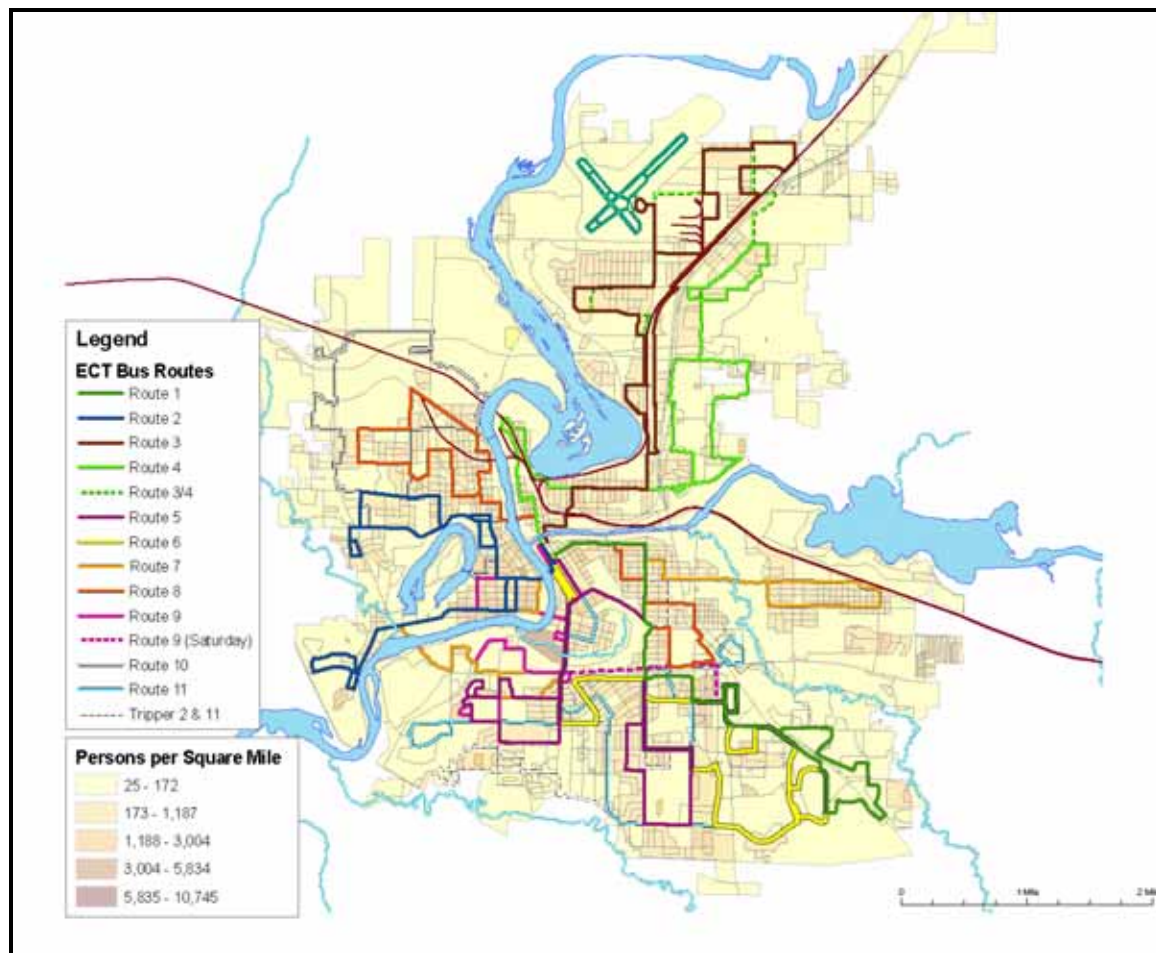 Legend
ECT Bus Routes
Route 1
Route 2
Route 3
Route 4
Route 3/4
Route 5
Route 6
Route 7
Route 8
Route 9
Route 9 (Saturday)
Route 10
Route 11
Tripper 2 & 11
Persons per Square Mile
25 - 172
173 - 1,187
1,188 - 3,004
3,004 - 5,834
5,835 - 10,745
0 1 Mile 2 Mi